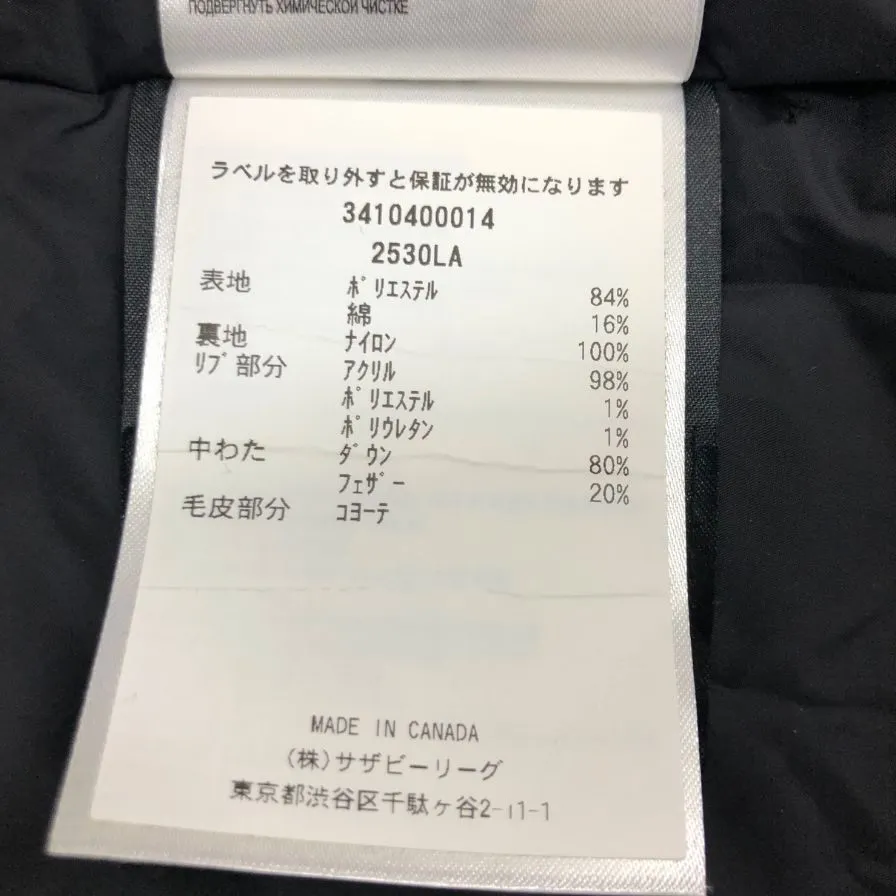 ПОДВЕРГНУТЬ ХИМИЧЕСКОЙ ЧИСТКЕ
ラベルを取り外すと保証が無効になります
3410400014
2530LA
表地 ポリエステル 84%
綿 16%
裏地 ナイロン 100%
リブ部分 アクリル 98%
ポリエステル 1%
ポリウレタン 1%
中わた ダウン 80%
フェザー 20%
毛皮部分 コヨーテ
MADE IN CANADA
(株)サザビーリーグ
東京都渋谷区千駄ヶ谷2-11-1